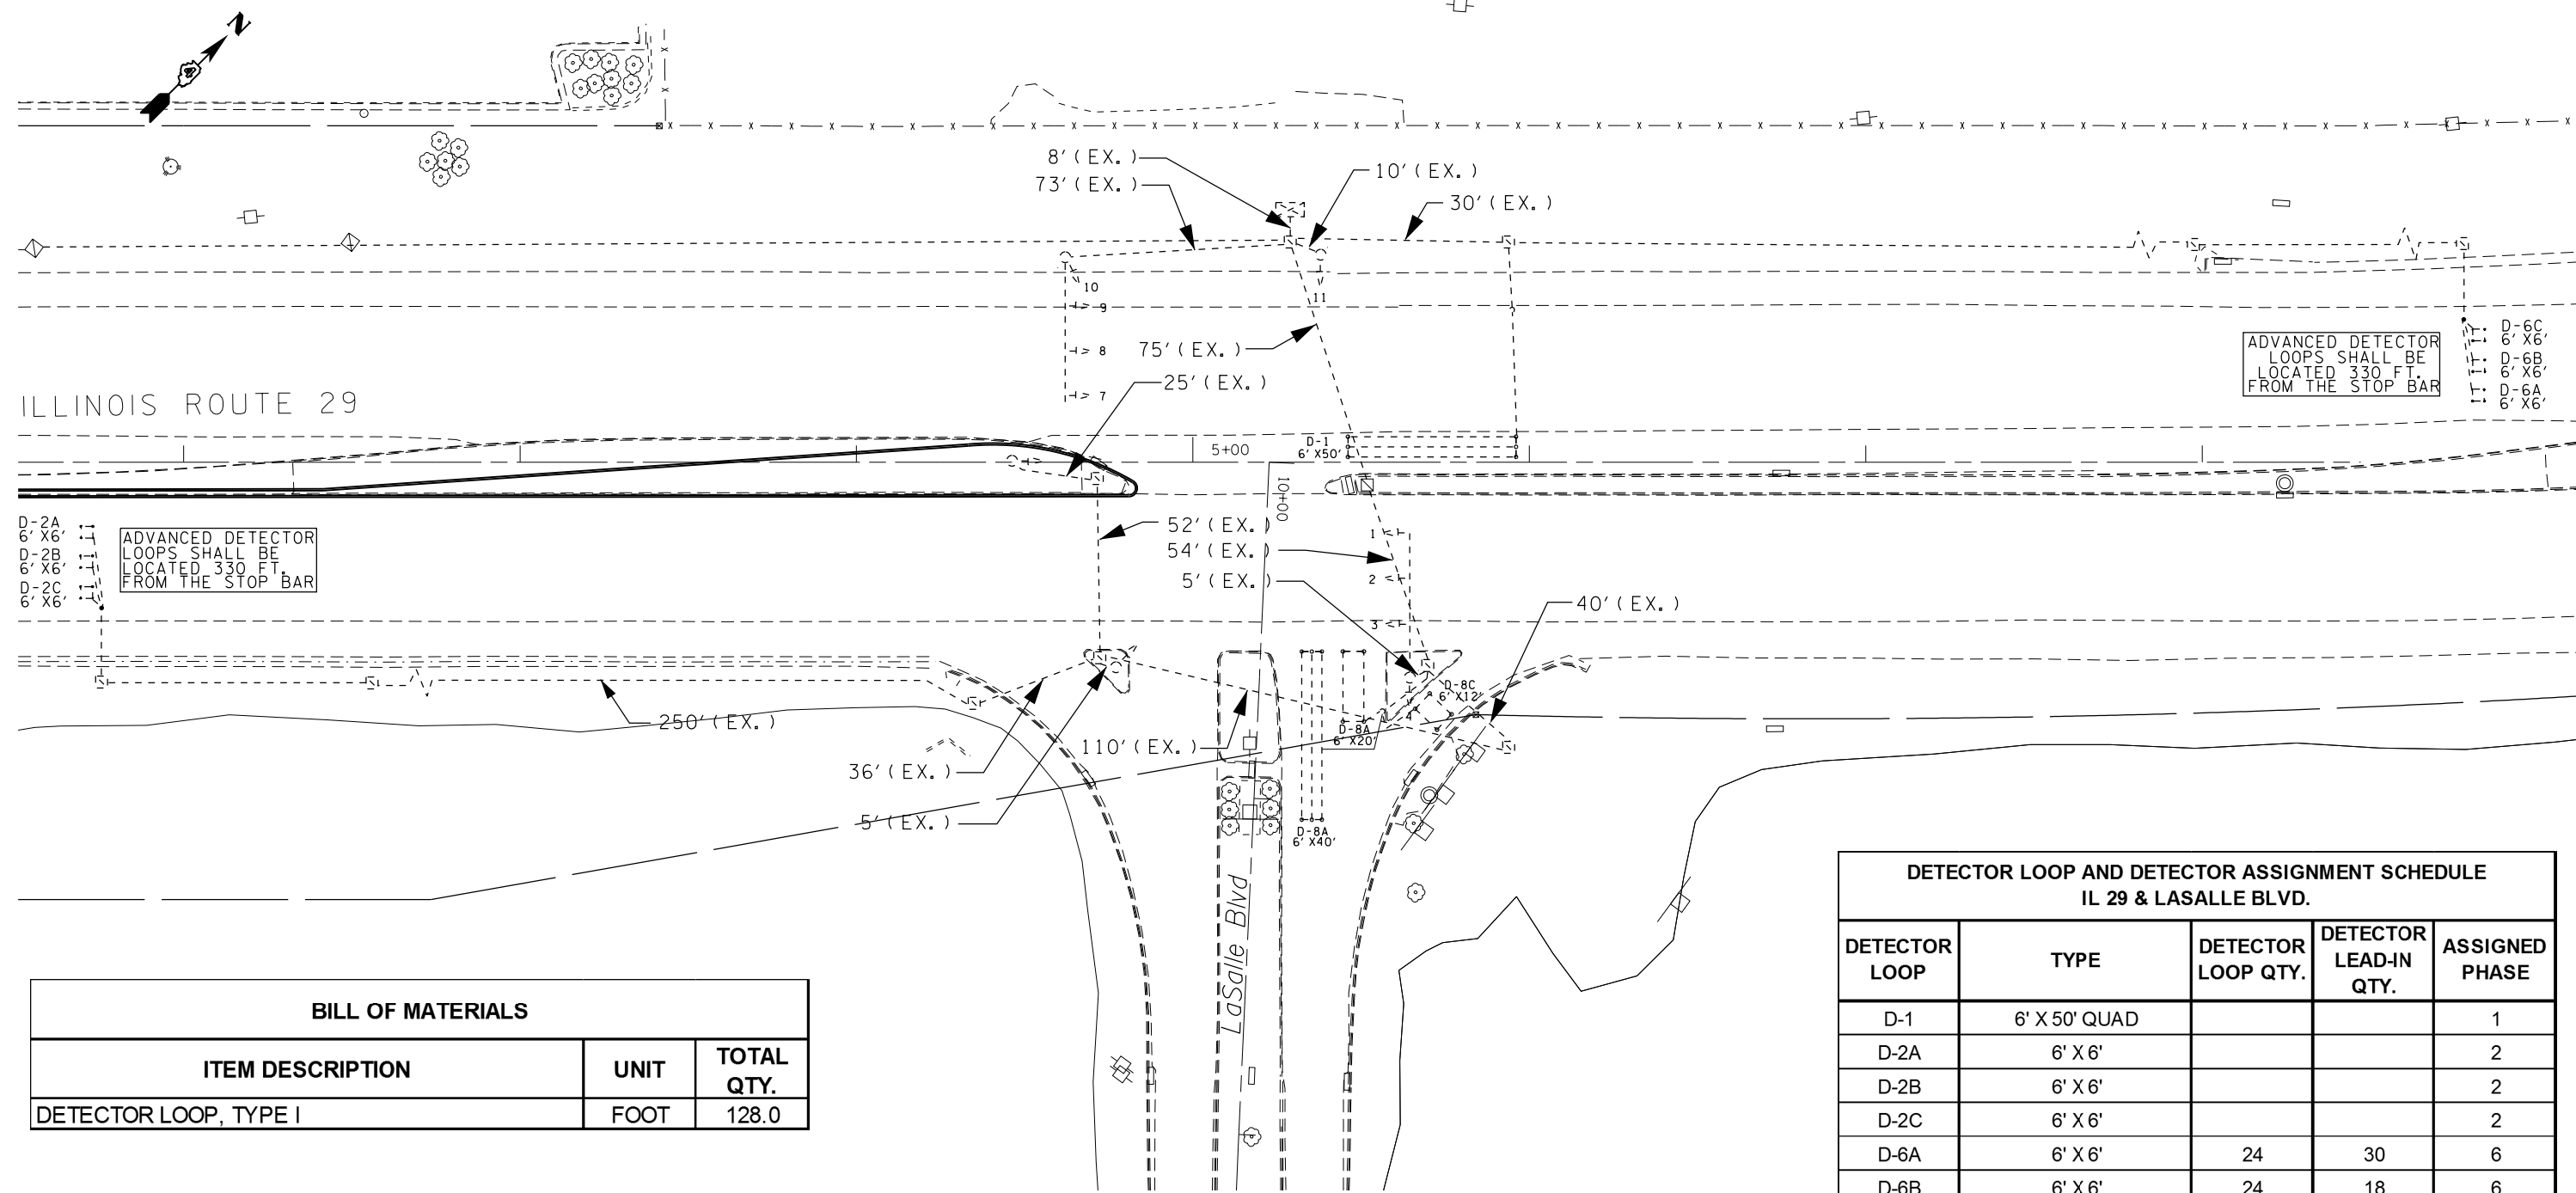 N
8' (EX.)
73' (EX.)
10' (EX.)
30' (EX.)
10
9
11
75' (EX.)
8
25' (EX.)
7
ADVANCED DETECTOR
LOOPS SHALL BE
LOCATED 330 FT.
FROM THE STOP BAR
D-6C
6' X6'
D-6B
6' X6'
D-6A
6' X6'
ILLINOIS ROUTE 29
5+00
D-1
6' X50'
10+00
D-2A
6' X6'
D-2B
6' X6'
D-2C
6' X6'
ADVANCED DETECTOR
LOOPS SHALL BE
LOCATED 330 FT.
FROM THE STOP BAR
52' (EX.)
54' (EX.)
5' (EX.)
1
2
3
40' (EX.)
D-8C
6' X12'
4
D-8A
6' X20'
250' (EX.)
110' (EX.)
36' (EX.)
5' (EX.)
D-8A
6' X40'
LaSalle Blvd
BILL OF MATERIALS
ITEM DESCRIPTION UNIT TOTAL QTY.
DETECTOR LOOP, TYPE I FOOT 128.0
DETECTOR LOOP AND DETECTOR ASSIGNMENT SCHEDULE
IL 29 & LASALLE BLVD.
DETECTOR LOOP TYPE DETECTOR LOOP QTY. DETECTOR LEAD-IN QTY. ASSIGNED PHASE
D-1 6' X 50' QUAD 1
D-2A 6' X 6' 2
D-2B 6' X 6' 2
D-2C 6' X 6' 2
D-6A 6' X 6' 24 30 6
D-6B 6' X 6' 24 18 6